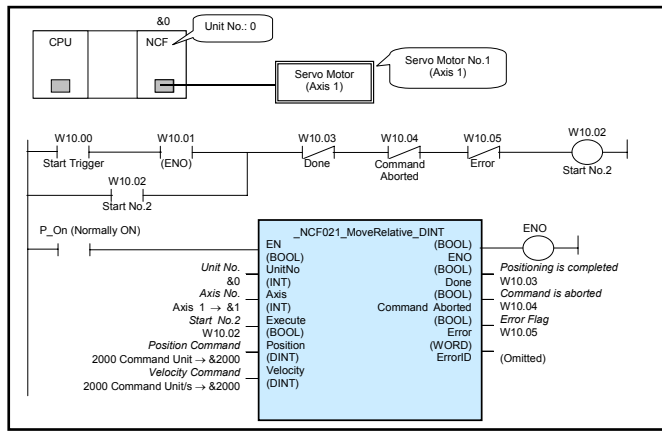 &0
Unit No.: 0
CPU
NCF
Servo Motor
(Axis 1)
Servo Motor No.1
(Axis 1)
W10.00
W10.01
W10.03
W10.04
W10.05
W10.02
Start Trigger
(ENO)
Done
Command
Aborted
Error
Start No.2
W10.02
Start No.2
P_On (Normally ON)
_NCF021_MoveRelative_DINT
ENO
EN
(BOOL)
(BOOL)
ENO
Unit No.
&0
UnitNo
(INT)
(BOOL)
Done
Positioning is completed
W10.03
Axis No.
Axis 1 → &1
Axis
(INT)
(BOOL)
Command Aborted
Command is aborted
W10.04
Start No.2
W10.02
Execute
(BOOL)
(BOOL)
Error
Error Flag
W10.05
Position Command
2000 Command Unit → &2000
Position
(DINT)
(WORD)
ErrorID
(Omitted)
Velocity Command
2000 Command Unit/s → &2000
Velocity
(DINT)